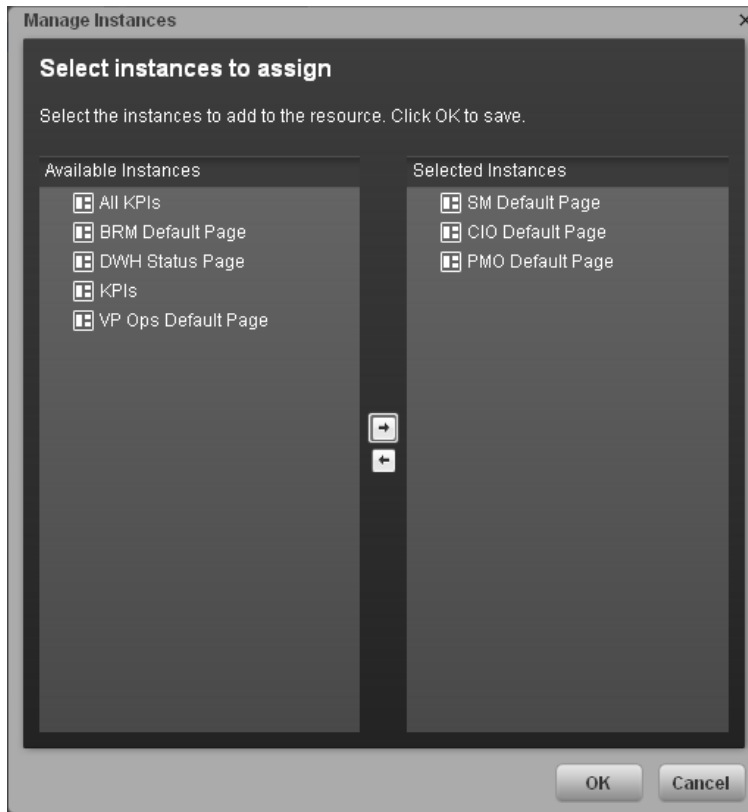 Manage Instances
Select instances to assign
Select the instances to add to the resource. Click OK to save.
Available Instances
All KPIs
BRM Default Page
DWH Status Page
KPIs
VP Ops Default Page
Selected Instances
SM Default Page
CIO Default Page
PMO Default Page
OK
Cancel